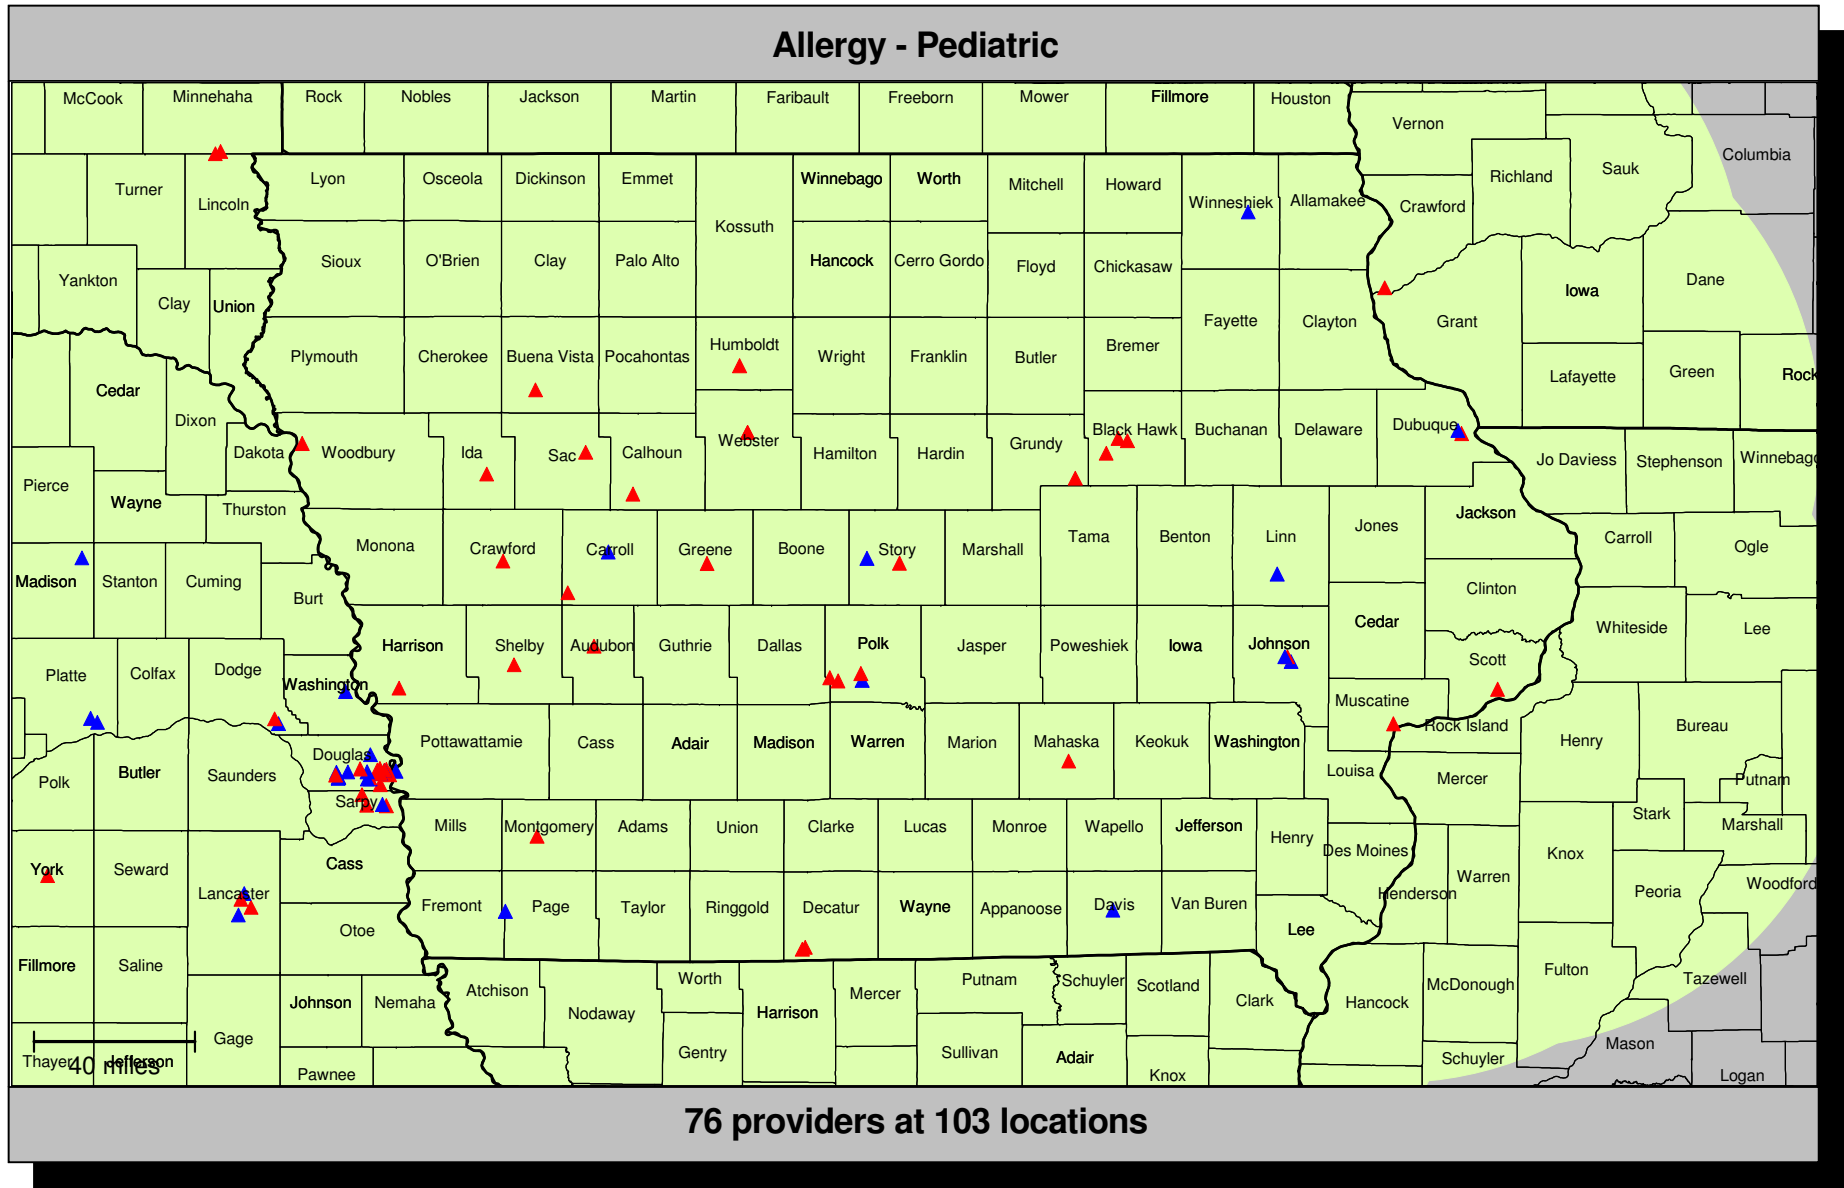 Allergy - Pediatric
McCook Minnehaha Rock Nobles Jackson Martin Faribault Freeborn Mower Fillmore Houston
Vernon
Columbia
Turner Lyon Osceola Dickinson Emmet Winnebago Worth Mitchell Howard Richland Sauk
Lincoln Winneshiek Allamakee Crawford
Kossuth
Yankton Sioux O'Brien Clay Palo Alto Hancock Cerro Gordo Floyd Chickasaw Iowa Dane
Clay Union
Fayette Clayton Grant
Plymouth Cherokee Buena Vista Pocahontas Humboldt Wright Franklin Butler Bremer
Cedar Lafayette Green Rock
Dixon
Dakota Woodbury Ida Sac Calhoun Webster Hamilton Hardin Grundy Black Hawk Buchanan Delaware Dubuque
Jo Daviess Stephenson Winnebago
Pierce
Wayne Thurston Jackson
Monona Crawford Carroll Greene Boone Story Marshall Tama Benton Linn Jones Carroll Ogle
Madison Stanton Cuming Burt Clinton
Harrison Shelby Audubon Guthrie Dallas Polk Jasper Poweshiek Iowa Johnson Cedar Whiteside Lee
Platte Colfax Dodge Scott
Washington
Muscatine
Rock Island Bureau
Douglas Pottawattamie Cass Adair Madison Warren Marion Mahaska Keokuk Washington Henry
Polk Butler Saunders Louisa Mercer Putnam
Sarpy
Mills Montgomery Adams Union Clarke Lucas Monroe Wapello Jefferson Henry Stark Marshall
Des Moines Knox
York Seward Cass
Lancaster Henderson Warren Peoria Woodford
Fremont Page Taylor Ringgold Decatur Wayne Appanoose Davis Van Buren
Otoe Lee
Fillmore Saline
Atchison Worth Mercer Putnam Schuyler Scotland McDonough Fulton Tazewell
Johnson Nemaha Nodaway Harrison Clark Hancock
Gage
Gentry Sullivan Adair Schuyler Mason
Thayer Jefferson
40 miles
Pawnee Knox Logan
76 providers at 103 locations